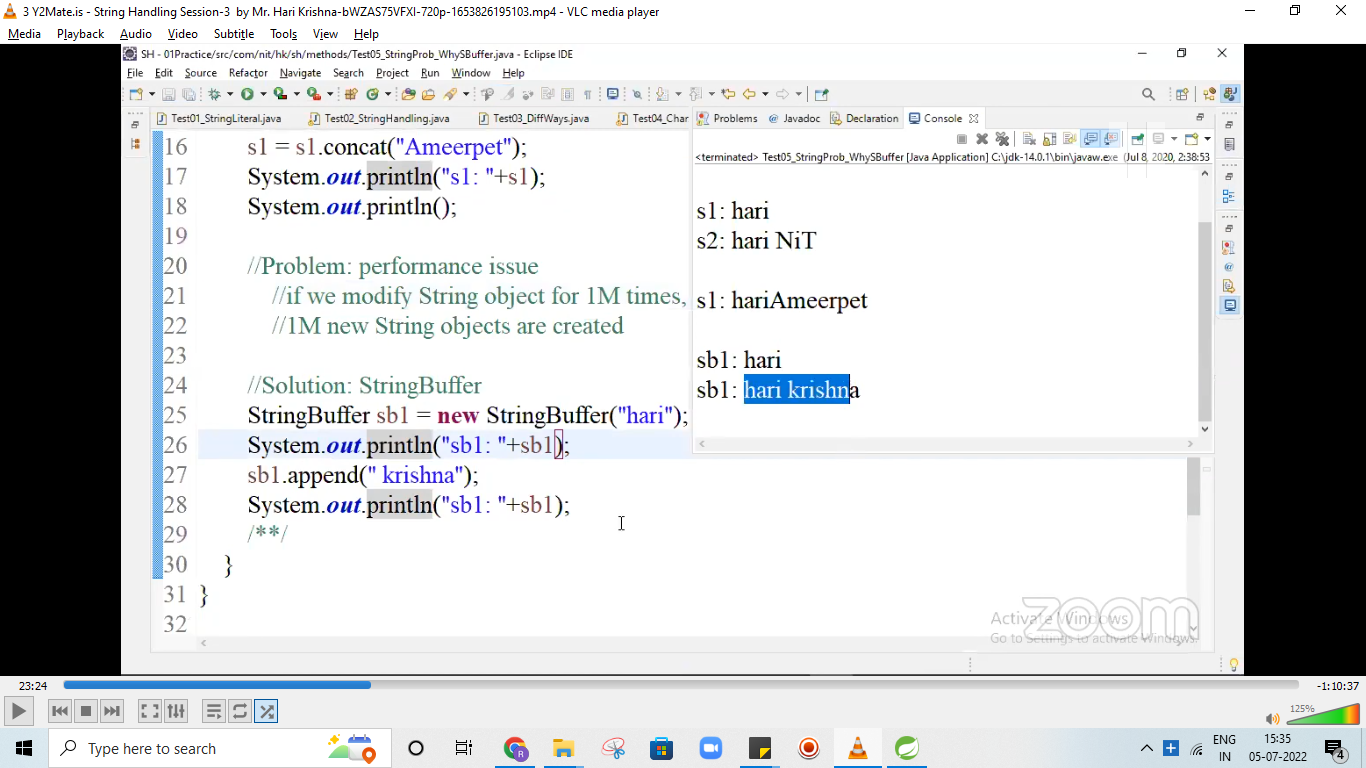 3 Y2Mate.is - String Handling Session-3 by Mr. Hari Krishna-bWZAS75VFXI-720p-1653826195103.mp4 - VLC media player
Media Playback Audio Video Subtitle Tools View Help
SH - 01Practice/src/com/nit/hk/sh/methods/Test05_StringProb_WhySBuffer.java - Eclipse IDE
File Edit Source Refactor Navigate Search Project Run Window Help
Test01_StringLiteral.java Test02_StringHandling.java Test03_DiffWays.java Test04_Char
16 s1 = s1.concat("Ameerpet");
17 System.out.println("s1: "+s1);
18 System.out.println();
19
20 //Problem: performance issue
21 //if we modify String object for 1M times,
22 //1M new String objects are created
23
24 //Solution: StringBuffer
25 StringBuffer sb1 = new StringBuffer("hari");
26 System.out.println("sb1: "+sb1);
27 sb1.append(" krishna");
28 System.out.println("sb1: "+sb1);
29 /**/
30 }
31 }
32
Problems @ Javadoc Declaration Console
<terminated> Test05_StringProb_WhySBuffer [Java Application] C:\jdk-14.0.1\bin\javaw.exe (Jul 8, 2020, 2:38:53
s1: hari
s2: hari NiT
s1: hariAmeerpet
sb1: hari
sb1: hari krishna
zoom
Activate Windows
Go to Settings to activate Windows.
23:24
-1:10:37
125%
Type here to search
R
ENG
IN
15:35
05-07-2022
4